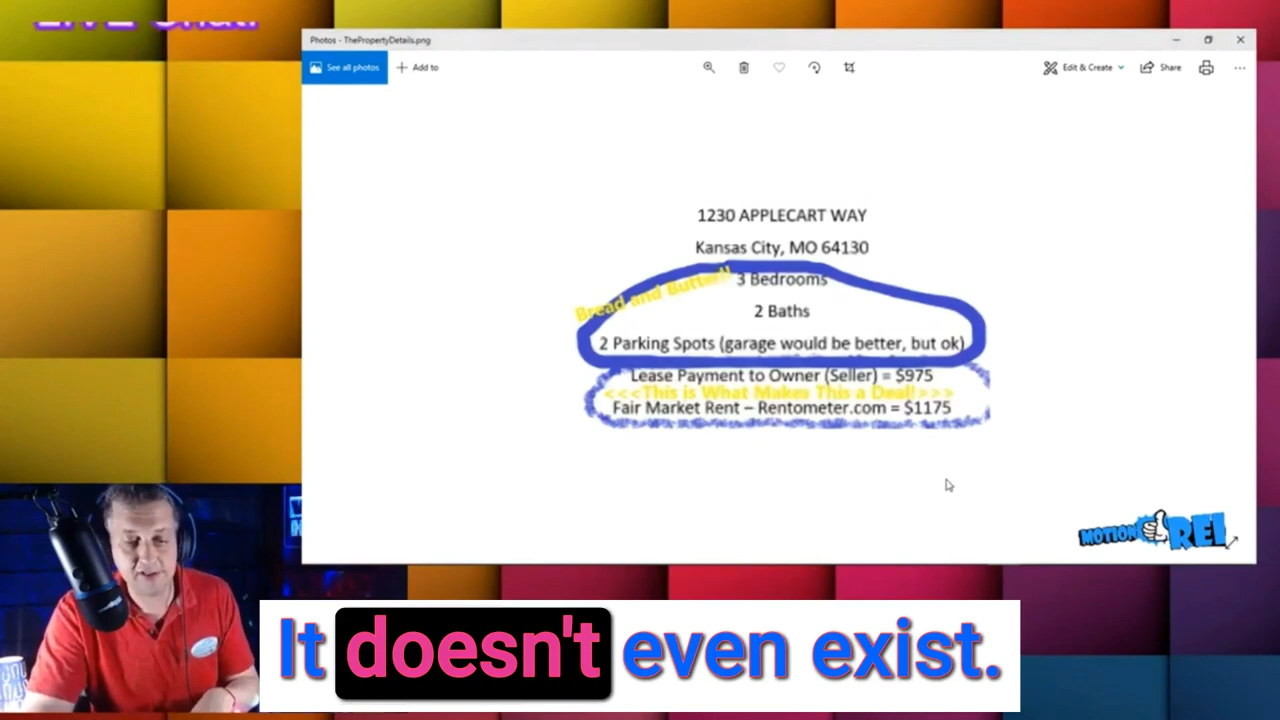 Photos - ThePropertyDetails.png
See all photos
Add to
Edit & Create
Share
1230 APPLECART WAY
Kansas City, MO 64130
Bread and Butter!!
3 Bedrooms
2 Baths
2 Parking Spots (garage would be better, but ok)
Lease Payment to Owner (Seller) = $975
<<<This is What Makes This a Deal!>>>
Fair Market Rent – Rentometer.com = $1175
MOTION REI
It doesn't even exist.